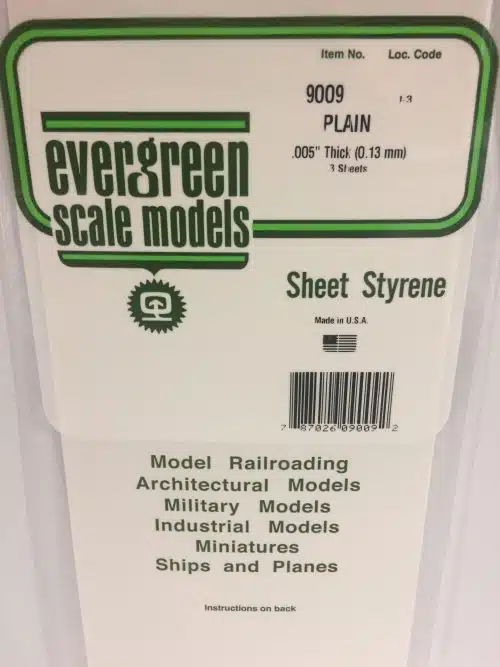 Item No. Loc. Code
9009 L3
PLAIN
.005" Thick (0.13 mm)
3 Sheets
evergreen
scale models
Sheet Styrene
Made in U.S.A.
7 87026 09009 2
Model Railroading
Architectural Models
Military Models
Industrial Models
Miniatures
Ships and Planes
Instructions on back